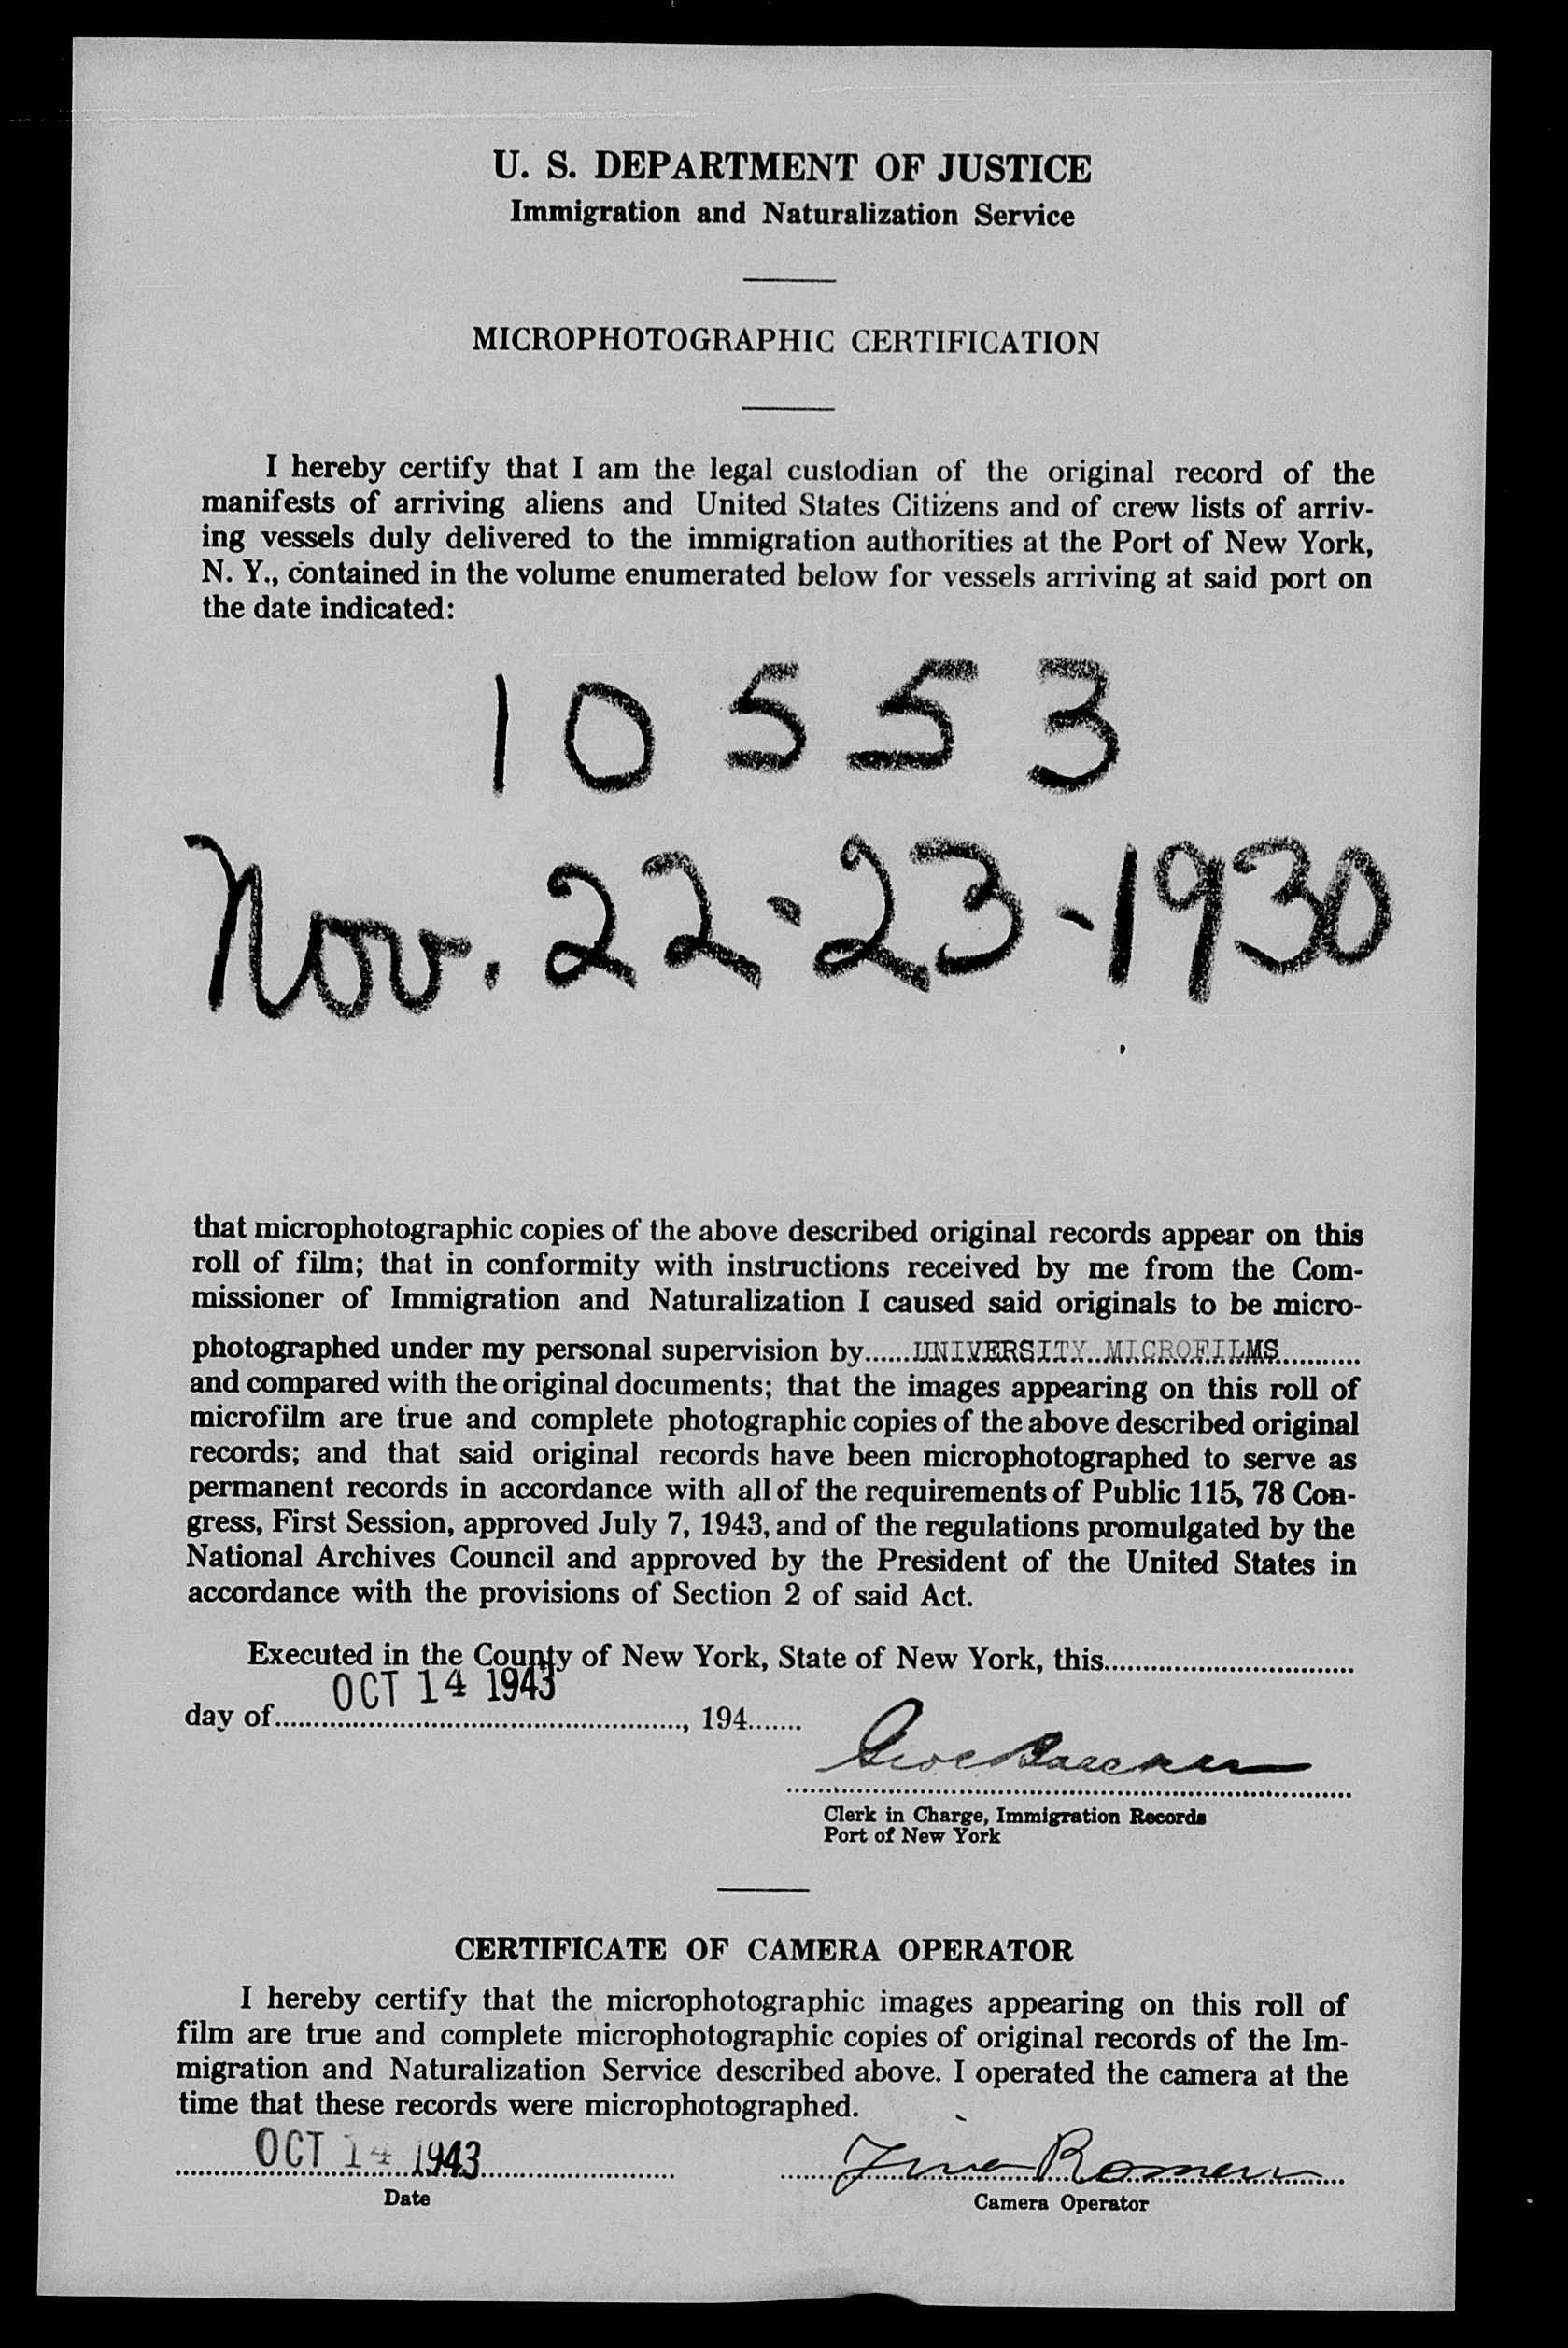 U. S. DEPARTMENT OF JUSTICE
Immigration and Naturalization Service
MICROPHOTOGRAPHIC CERTIFICATION
I hereby certify that I am the legal custodian of the original record of the
manifests of arriving aliens and United States Citizens and of crew lists of arriv-
ing vessels duly delivered to the immigration authorities at the Port of New York,
N. Y., contained in the volume enumerated below for vessels arriving at said port on
the date indicated:
10553
Nov. 22-23-1930
that microphotographic copies of the above described original records appear on this
roll of film; that in conformity with instructions received by me from the Com-
missioner of Immigration and Naturalization I caused said originals to be micro-
photographed under my personal supervision by......UNIVERSITY MICROFILMS...........
and compared with the original documents; that the images appearing on this roll of
microfilm are true and complete photographic copies of the above described original
records; and that said original records have been microphotographed to serve as
permanent records in accordance with all of the requirements of Public 115, 78 Con-
gress, First Session, approved July 7, 1943, and of the regulations promulgated by the
National Archives Council and approved by the President of the United States in
accordance with the provisions of Section 2 of said Act.
Executed in the County of New York, State of New York, this................................
OCT 14 1943
day of...................................................., 194.......
Clerk in Charge, Immigration Records
Port of New York
CERTIFICATE OF CAMERA OPERATOR
I hereby certify that the microphotographic images appearing on this roll of
film are true and complete microphotographic copies of original records of the Im-
migration and Naturalization Service described above. I operated the camera at the
time that these records were microphotographed.
OCT 14 1943
Date
Camera Operator